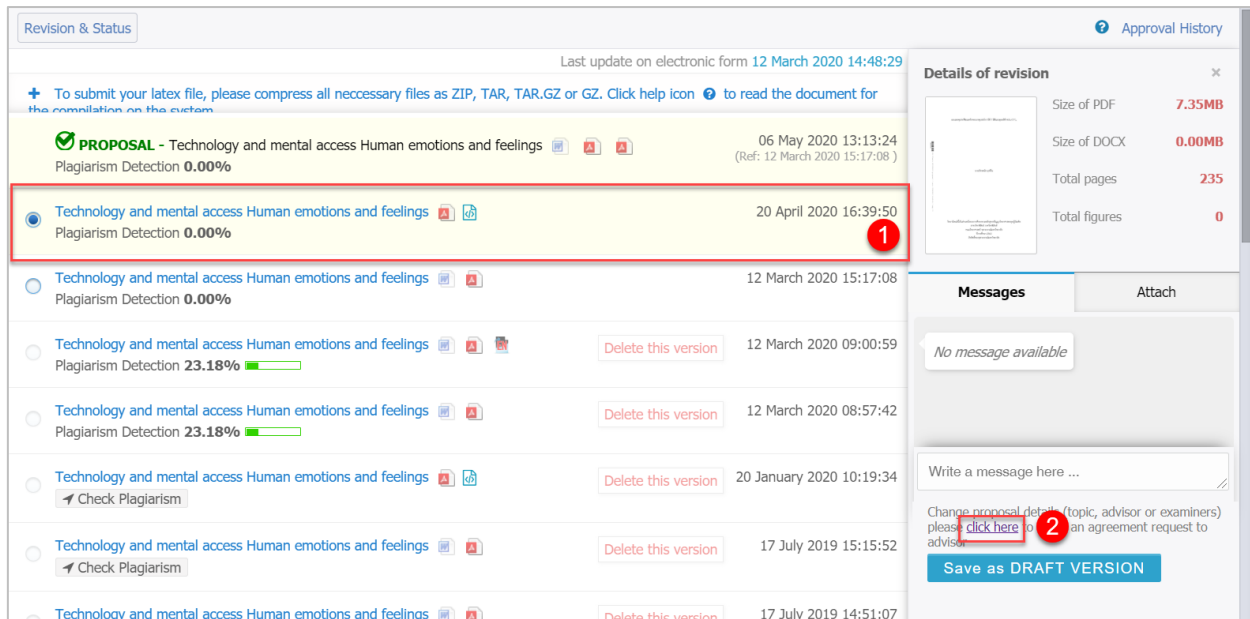 Revision & Status
Approval History
Last update on electronic form 12 March 2020 14:48:29
To submit your latex file, please compress all neccessary files as ZIP, TAR, TAR.GZ or GZ. Click help icon to read the document for
the compilation on the system
PROPOSAL - Technology and mental access Human emotions and feelings
06 May 2020 13:13:24
Plagiarism Detection 0.00%
(Ref: 12 March 2020 15:17:08 )
Technology and mental access Human emotions and feelings
20 April 2020 16:39:50
Plagiarism Detection 0.00%
1
Technology and mental access Human emotions and feelings
12 March 2020 15:17:08
Plagiarism Detection 0.00%
Technology and mental access Human emotions and feelings
Delete this version
12 March 2020 09:00:59
Plagiarism Detection 23.18%
Technology and mental access Human emotions and feelings
Delete this version
12 March 2020 08:57:42
Plagiarism Detection 23.18%
Technology and mental access Human emotions and feelings
Delete this version
20 January 2020 10:19:34
Check Plagiarism
Technology and mental access Human emotions and feelings
Delete this version
17 July 2019 15:15:52
Check Plagiarism
Technology and mental access Human emotions and feelings
Delete this version
17 July 2019 14:51:07
Details of revision
×
Size of PDF 7.35MB
Size of DOCX 0.00MB
Total pages 235
Total figures 0
Messages
Attach
No message available
Write a message here ...
Change proposal details (topic, advisor or examiners)
please click here to an agreement request to
advisor
2
Save as DRAFT VERSION